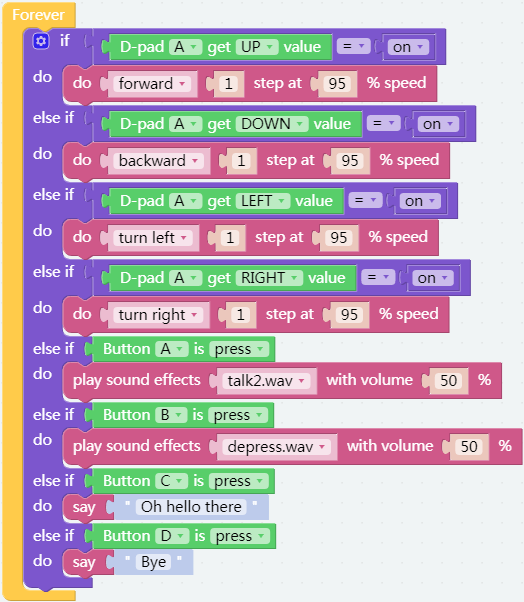 Forever
if D-pad A get UP value = on
do do forward 1 step at 95 % speed
else if D-pad A get DOWN value = on
do do backward 1 step at 95 % speed
else if D-pad A get LEFT value = on
do do turn left 1 step at 95 % speed
else if D-pad A get RIGHT value = on
do do turn right 1 step at 95 % speed
else if Button A is press
do play sound effects talk2.wav with volume 50 %
else if Button B is press
do play sound effects depress.wav with volume 50 %
else if Button C is press
do say " Oh hello there "
else if Button D is press
do say " Bye "